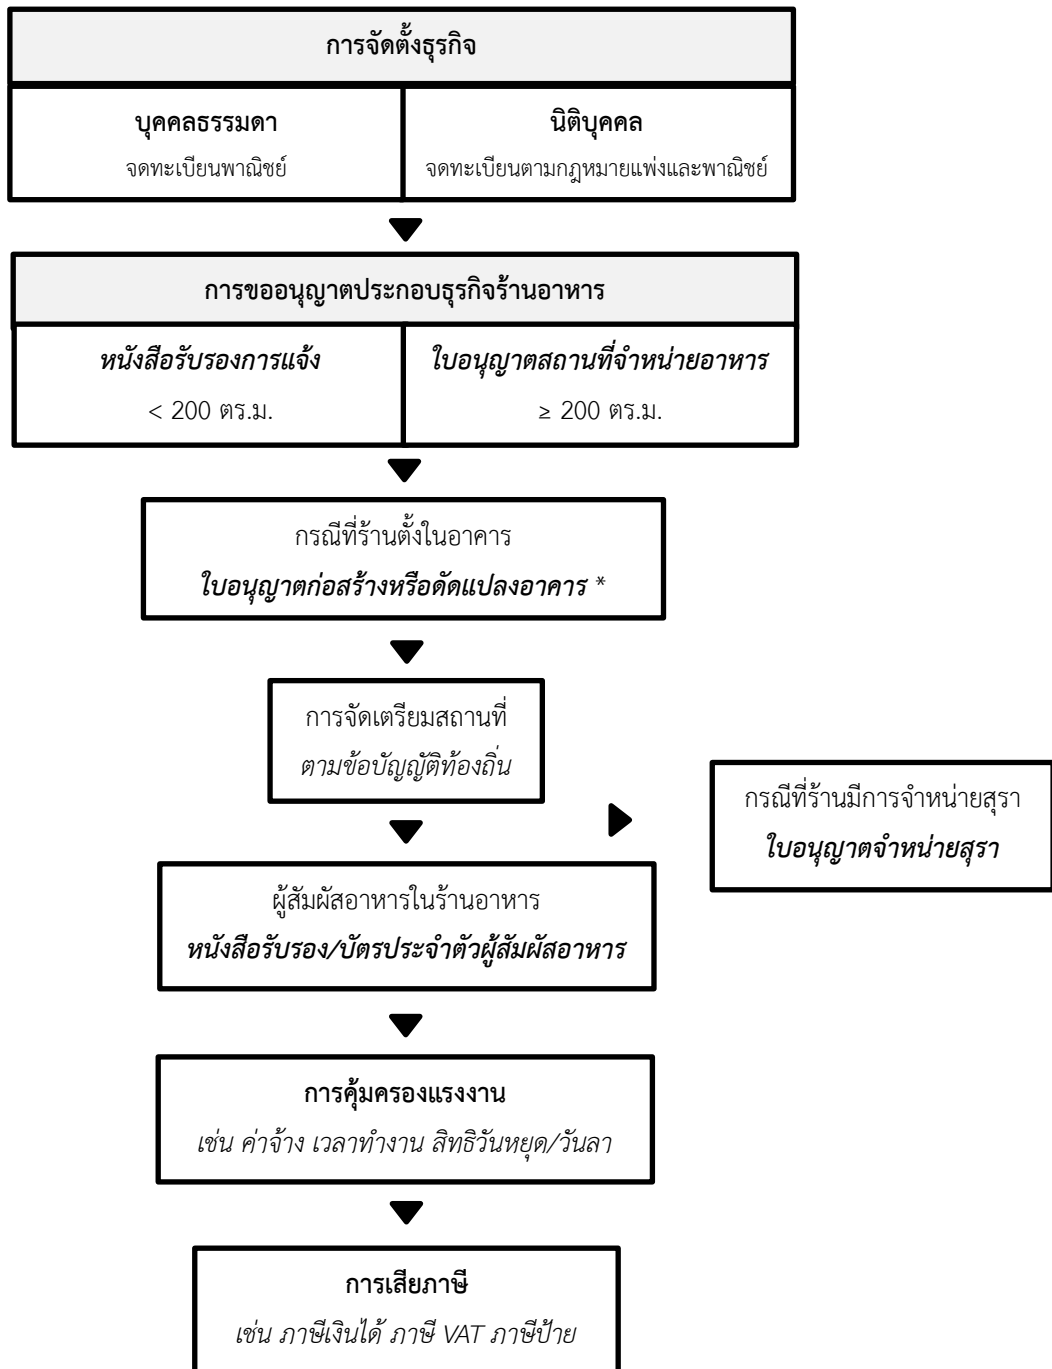 การจัดตั้งธุรกิจ
บุคคลธรรมดา
จดทะเบียนพาณิชย์
นิติบุคคล
จดทะเบียนตามกฎหมายแพ่งและพาณิชย์
การขออนุญาตประกอบธุรกิจร้านอาหาร
หนังสือรับรองการแจ้ง
< 200 ตร.ม.
ใบอนุญาตสถานที่จำหน่ายอาหาร
≥ 200 ตร.ม.
กรณีที่ร้านตั้งในอาคาร
ใบอนุญาตก่อสร้างหรือดัดแปลงอาคาร *
การจัดเตรียมสถานที่
ตามข้อบัญญัติท้องถิ่น
กรณีที่ร้านมีการจำหน่ายสุรา
ใบอนุญาตจำหน่ายสุรา
ผู้สัมผัสอาหารในร้านอาหาร
หนังสือรับรอง/บัตรประจำตัวผู้สัมผัสอาหาร
การคุ้มครองแรงงาน
เช่น ค่าจ้าง เวลาทำงาน สิทธิวันหยุด/วันลา
การเสียภาษี
เช่น ภาษีเงินได้ ภาษี VAT ภาษีป้าย